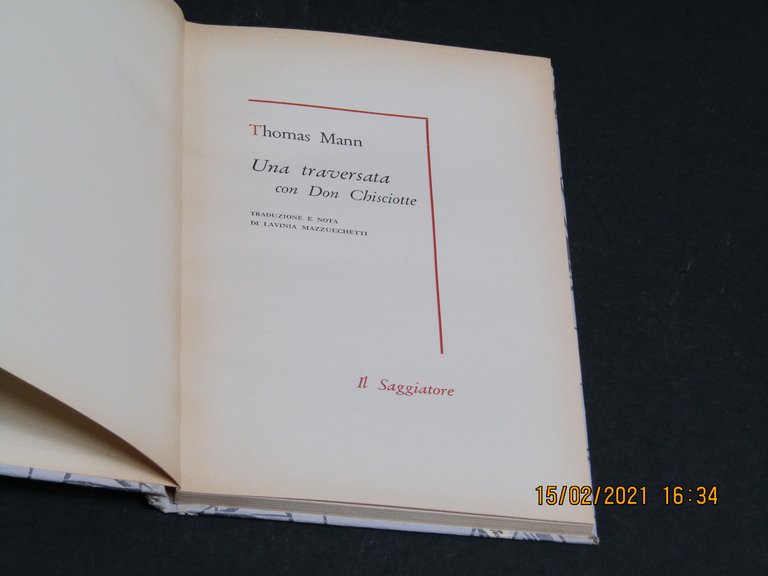 Thomas Mann
Una traversata
con Don Chisciotte
TRADUZIONE E NOTA
DI LAVINIA MAZZUCCHETTI
Il Saggiatore
15/02/2021 16:34